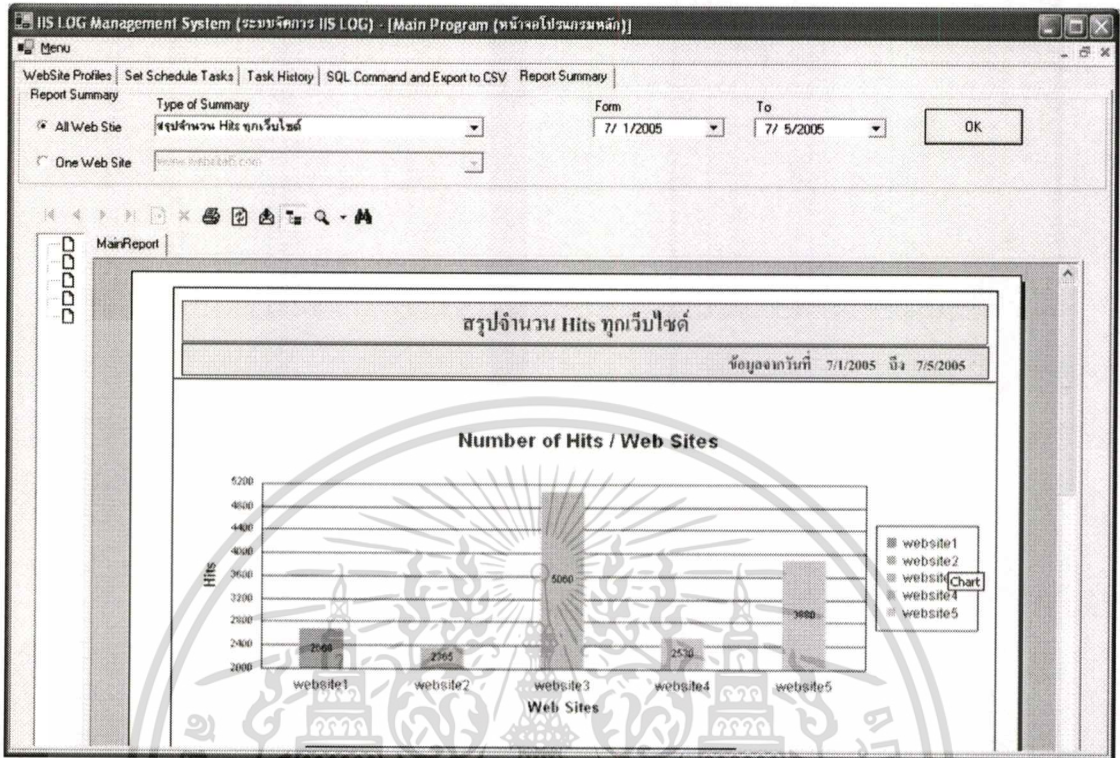 IIS LOG Management System (ระบบจัดการ IIS LOG) - [Main Program (หน้าจอโปรแกรมหลัก)]
Menu
WebSite Profiles Set Schedule Tasks Task History SQL Command and Export to CSV Report Summary
Report Summary
Type of Summary Form To
All Web Stie สรุปจำนวน Hits ทุกเว็บไซต์ 7/ 1/2005 7/ 5/2005 OK
One Web Site
MainReport
สรุปจำนวน Hits ทุกเว็บไซต์
ข้อมูลจากวันที่ 7/1/2005 ถึง 7/5/2005
Number of Hits / Web Sites
5200
4800
4400
4000
3600
3200
2800
2400
2000
Hits
5060
2365
website1 website2 website3 website4 website5
Web Sites
website1
website2
Chart
website4
website5